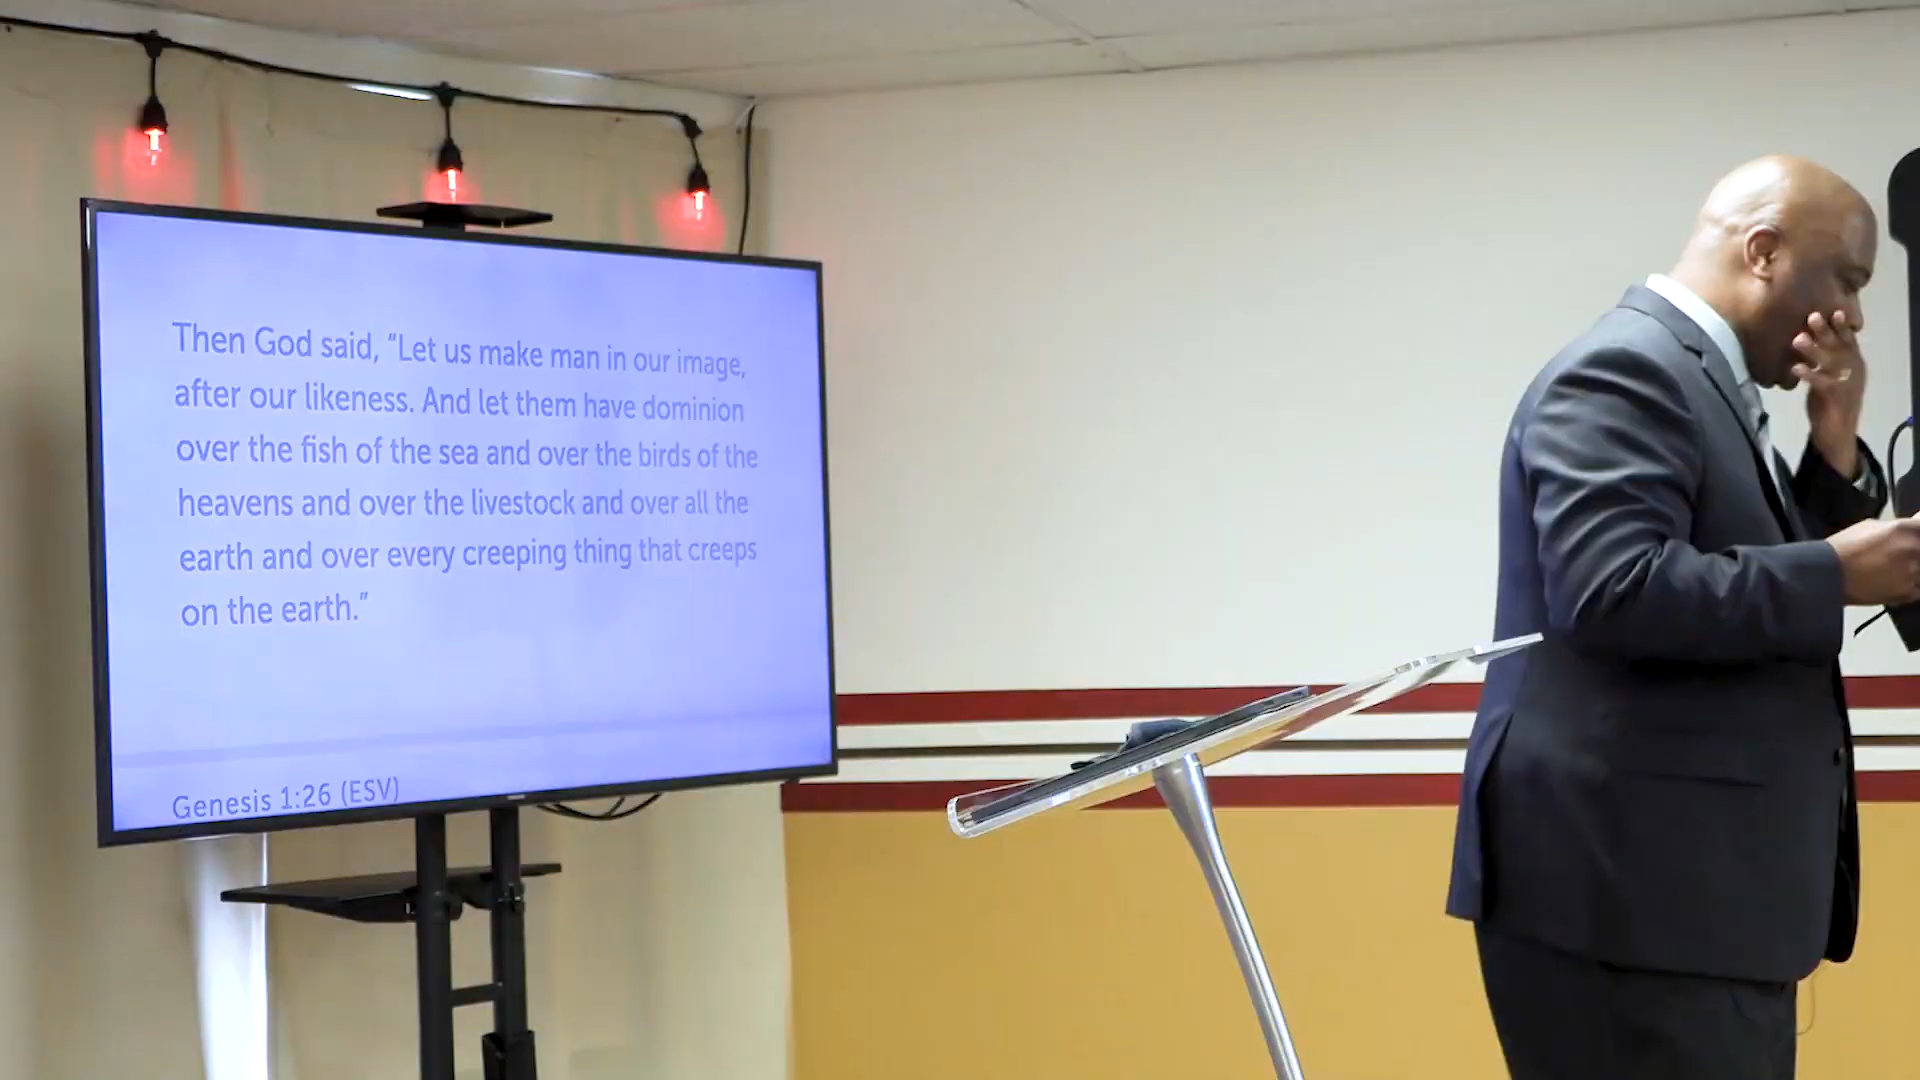 Then God said, “Let us make man in our image,
after our likeness. And let them have dominion
over the fish of the sea and over the birds of the
heavens and over the livestock and over all the
earth and over every creeping thing that creeps
on the earth.”
Genesis 1:26 (ESV)